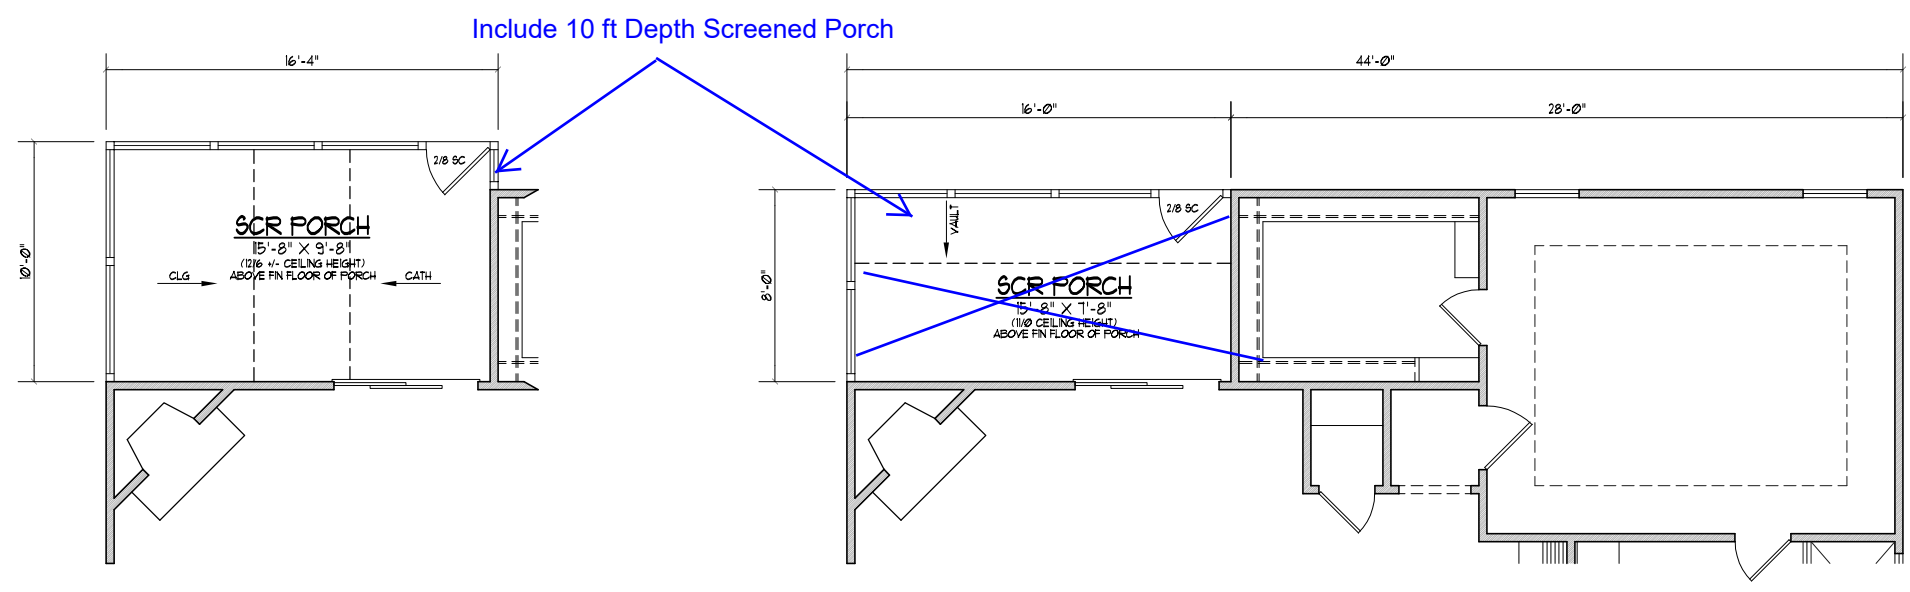 Include 10 ft Depth Screened Porch
16'-4"
44'-0"
16'-0"
28'-0"
10'-0"
2/8 SC
SCR PORCH
15'-8" X 9'-8"
(12/6 +/- CEILING HEIGHT)
ABOVE FIN FLOOR OF PORCH
CLG
CATH
8'-0"
VAULT
2/8 SC
SCR PORCH
15'-8" X 7'-8"
(11/0 CEILING HEIGHT)
ABOVE FIN FLOOR OF PORCH